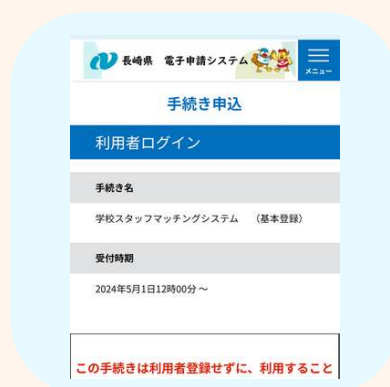 長崎県 電子申請システム
メニュー
手続き申込
利用者ログイン
手続き名
学校スタッフマッチングシステム （基本登録）
受付時期
2024年5月1日12時00分 ～
この手続きは利用者登録せずに、利用すること